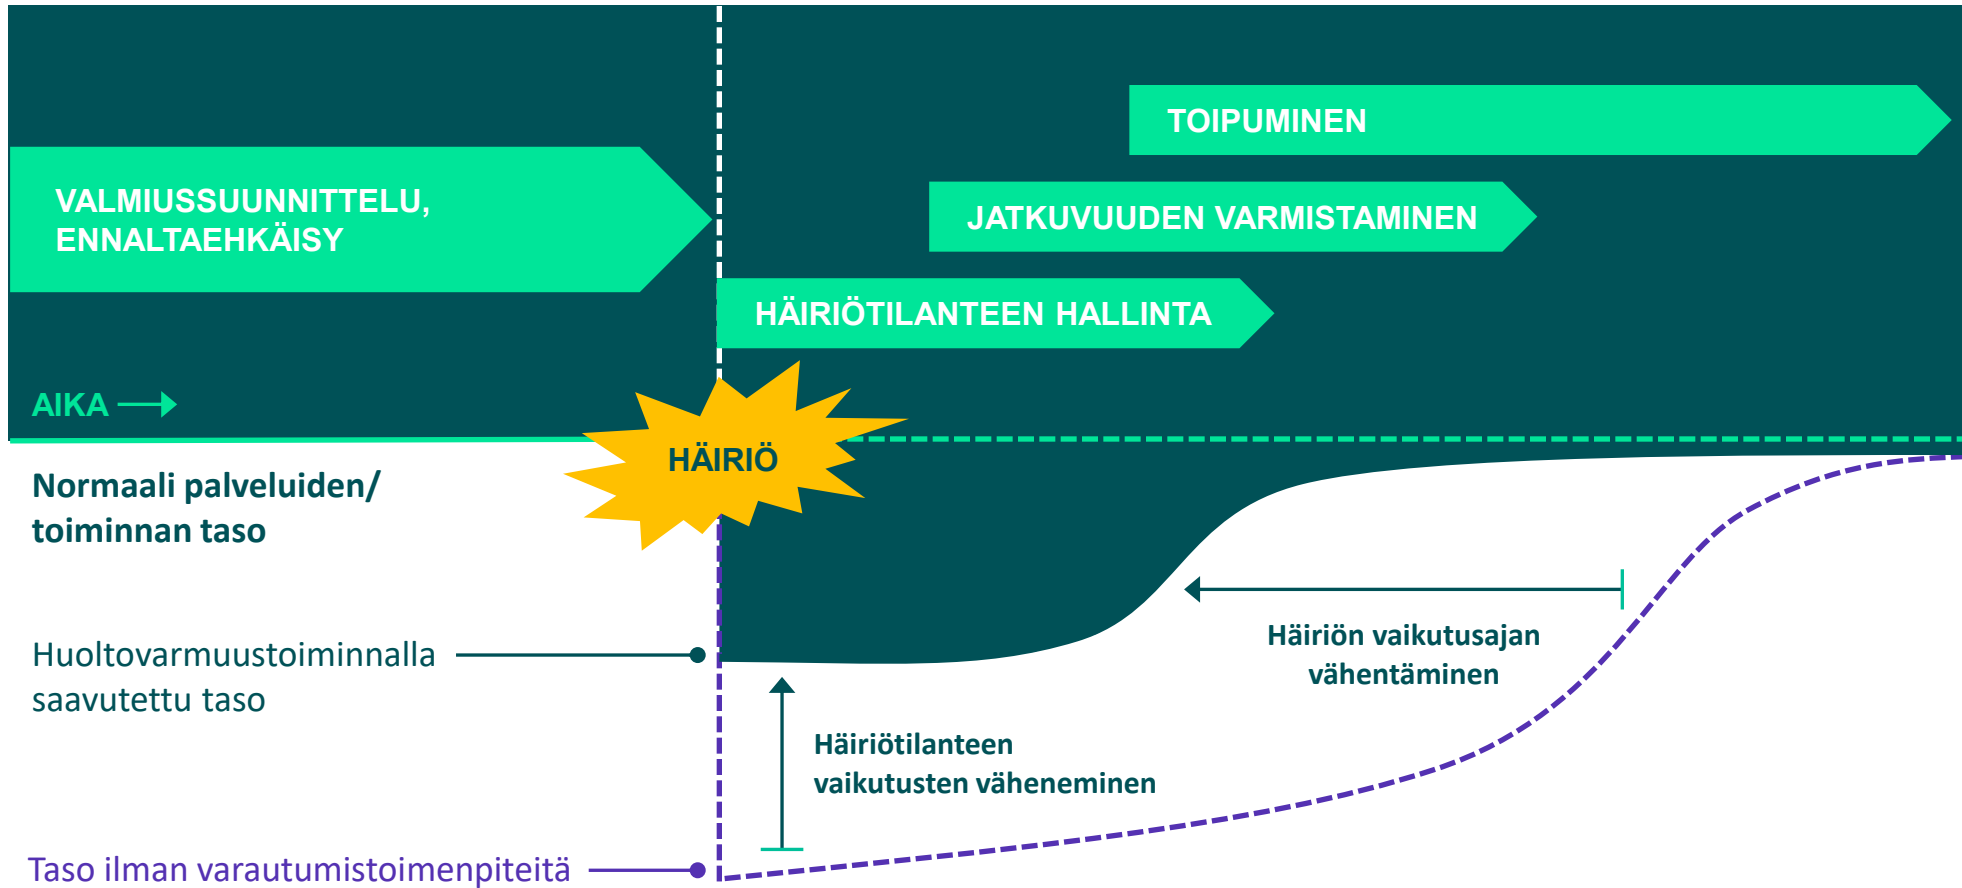 TOIPUMINEN
VALMIUSSUUNNITTELU,
ENNALTAEHKÄISY
JATKUVUUDEN VARMISTAMINEN
HÄIRIÖTILANTEEN HALLINTA
AIKA
HÄIRIÖ
Normaali palveluiden/
toiminnan taso
Huoltovarmuustoiminnalla
saavutettu taso
Häiriön vaikutusajan
vähentäminen
Häiriötilanteen
vaikutusten väheneminen
Taso ilman varautumistoimenpiteitä